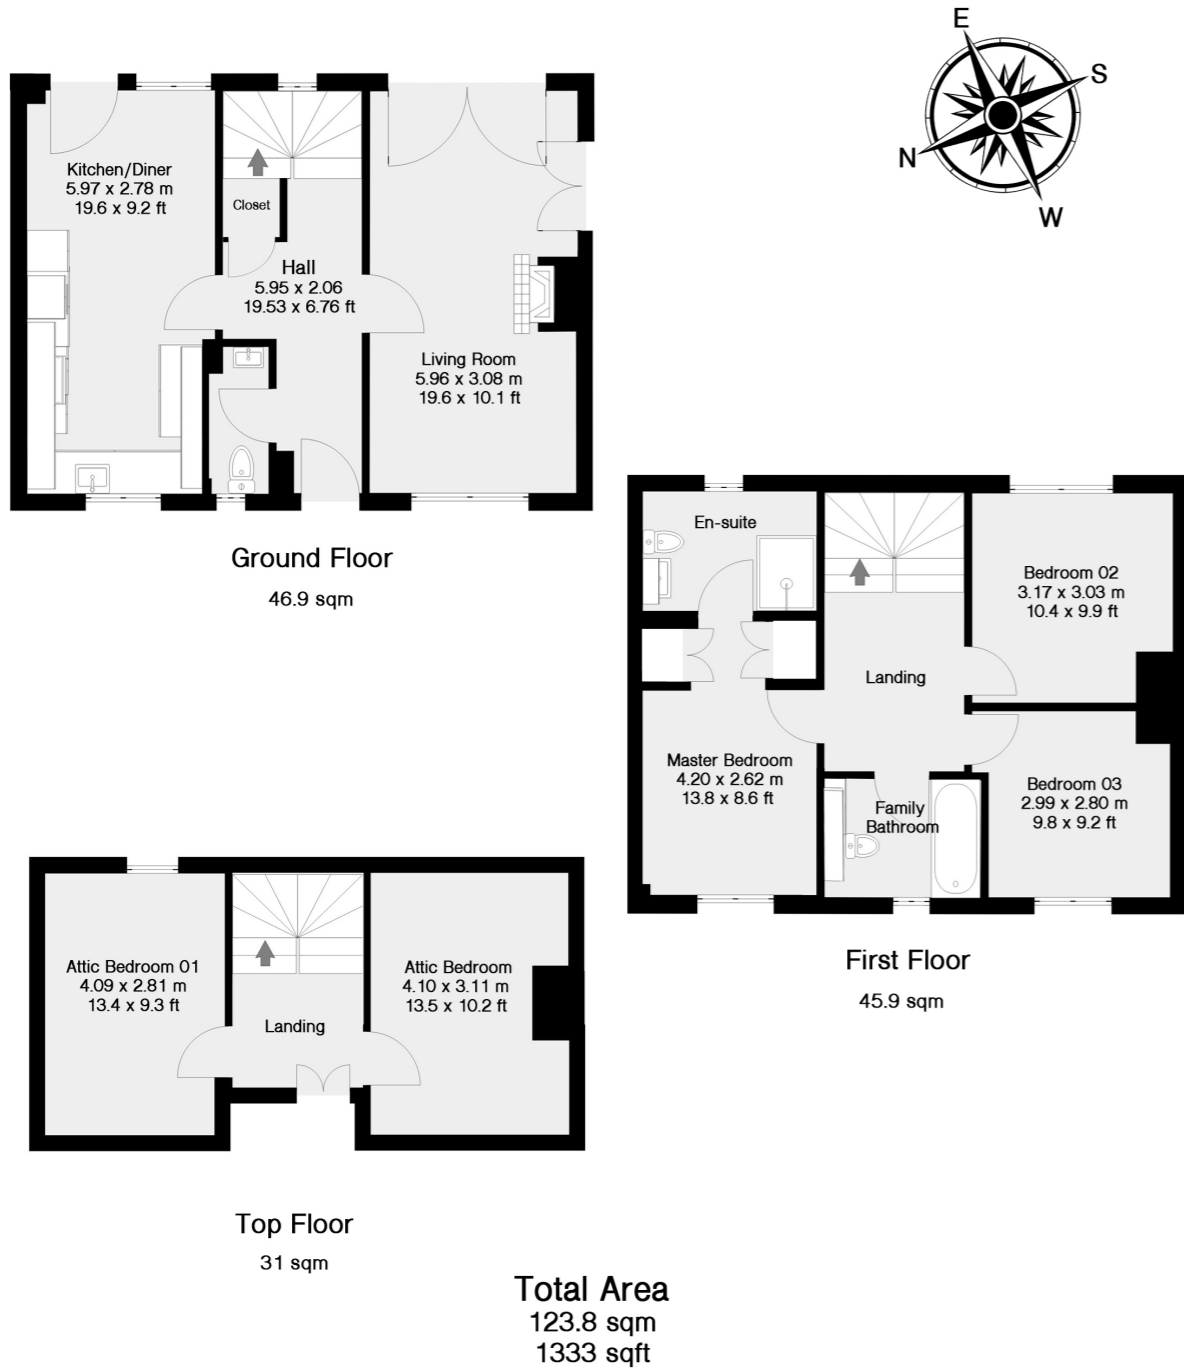 E
S
N
W
Kitchen/Diner
5.97 x 2.78 m
19.6 x 9.2 ft
Closet
Hall
5.95 x 2.06
19.53 x 6.76 ft
Living Room
5.96 x 3.08 m
19.6 x 10.1 ft
Ground Floor
46.9 sqm
En-suite
Bedroom 02
3.17 x 3.03 m
10.4 x 9.9 ft
Landing
Master Bedroom
4.20 x 2.62 m
13.8 x 8.6 ft
Family
Bathroom
Bedroom 03
2.99 x 2.80 m
9.8 x 9.2 ft
First Floor
45.9 sqm
Attic Bedroom 01
4.09 x 2.81 m
13.4 x 9.3 ft
Landing
Attic Bedroom
4.10 x 3.11 m
13.5 x 10.2 ft
Top Floor
31 sqm
Total Area
123.8 sqm
1333 sqft